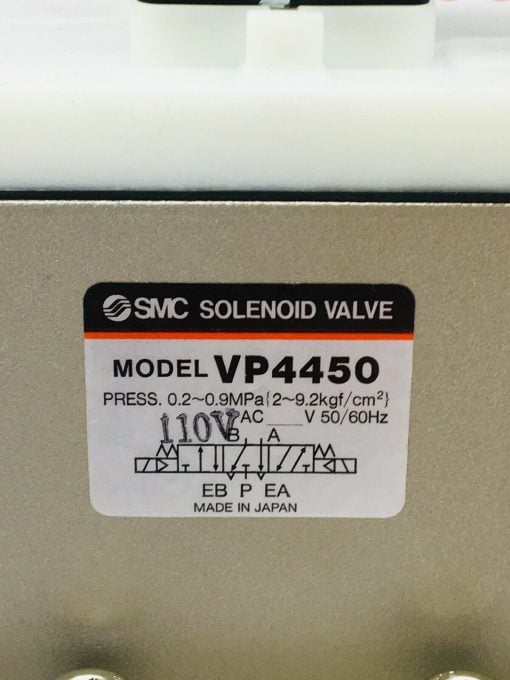 SMC SOLENOID VALVE
MODEL VP4450
PRESS. 0.2~0.9MPa{2~9.2kgf/cm²}
110V AC V 50/60Hz
B A
EB P EA
MADE IN JAPAN